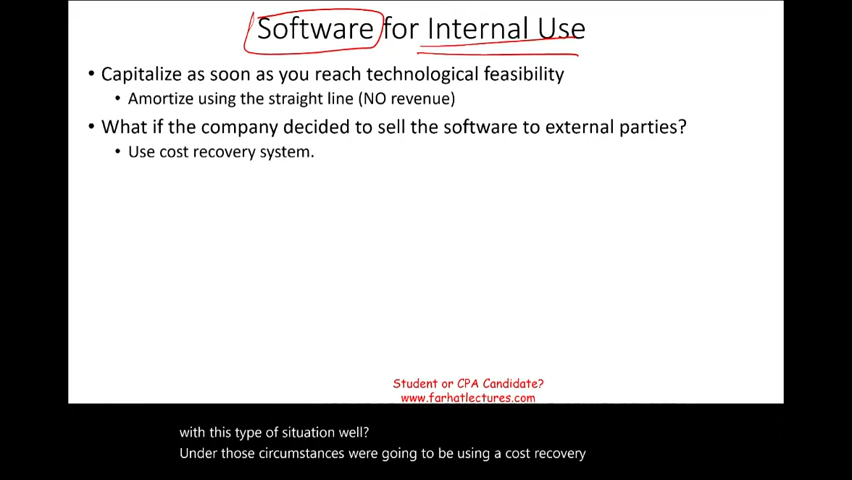 Software for Internal Use
• Capitalize as soon as you reach technological feasibility
• Amortize using the straight line (NO revenue)
• What if the company decided to sell the software to external parties?
• Use cost recovery system.
Student or CPA Candidate?
www.farhatlectures.com
with this type of situation well?
Under those circumstances were going to be using a cost recovery